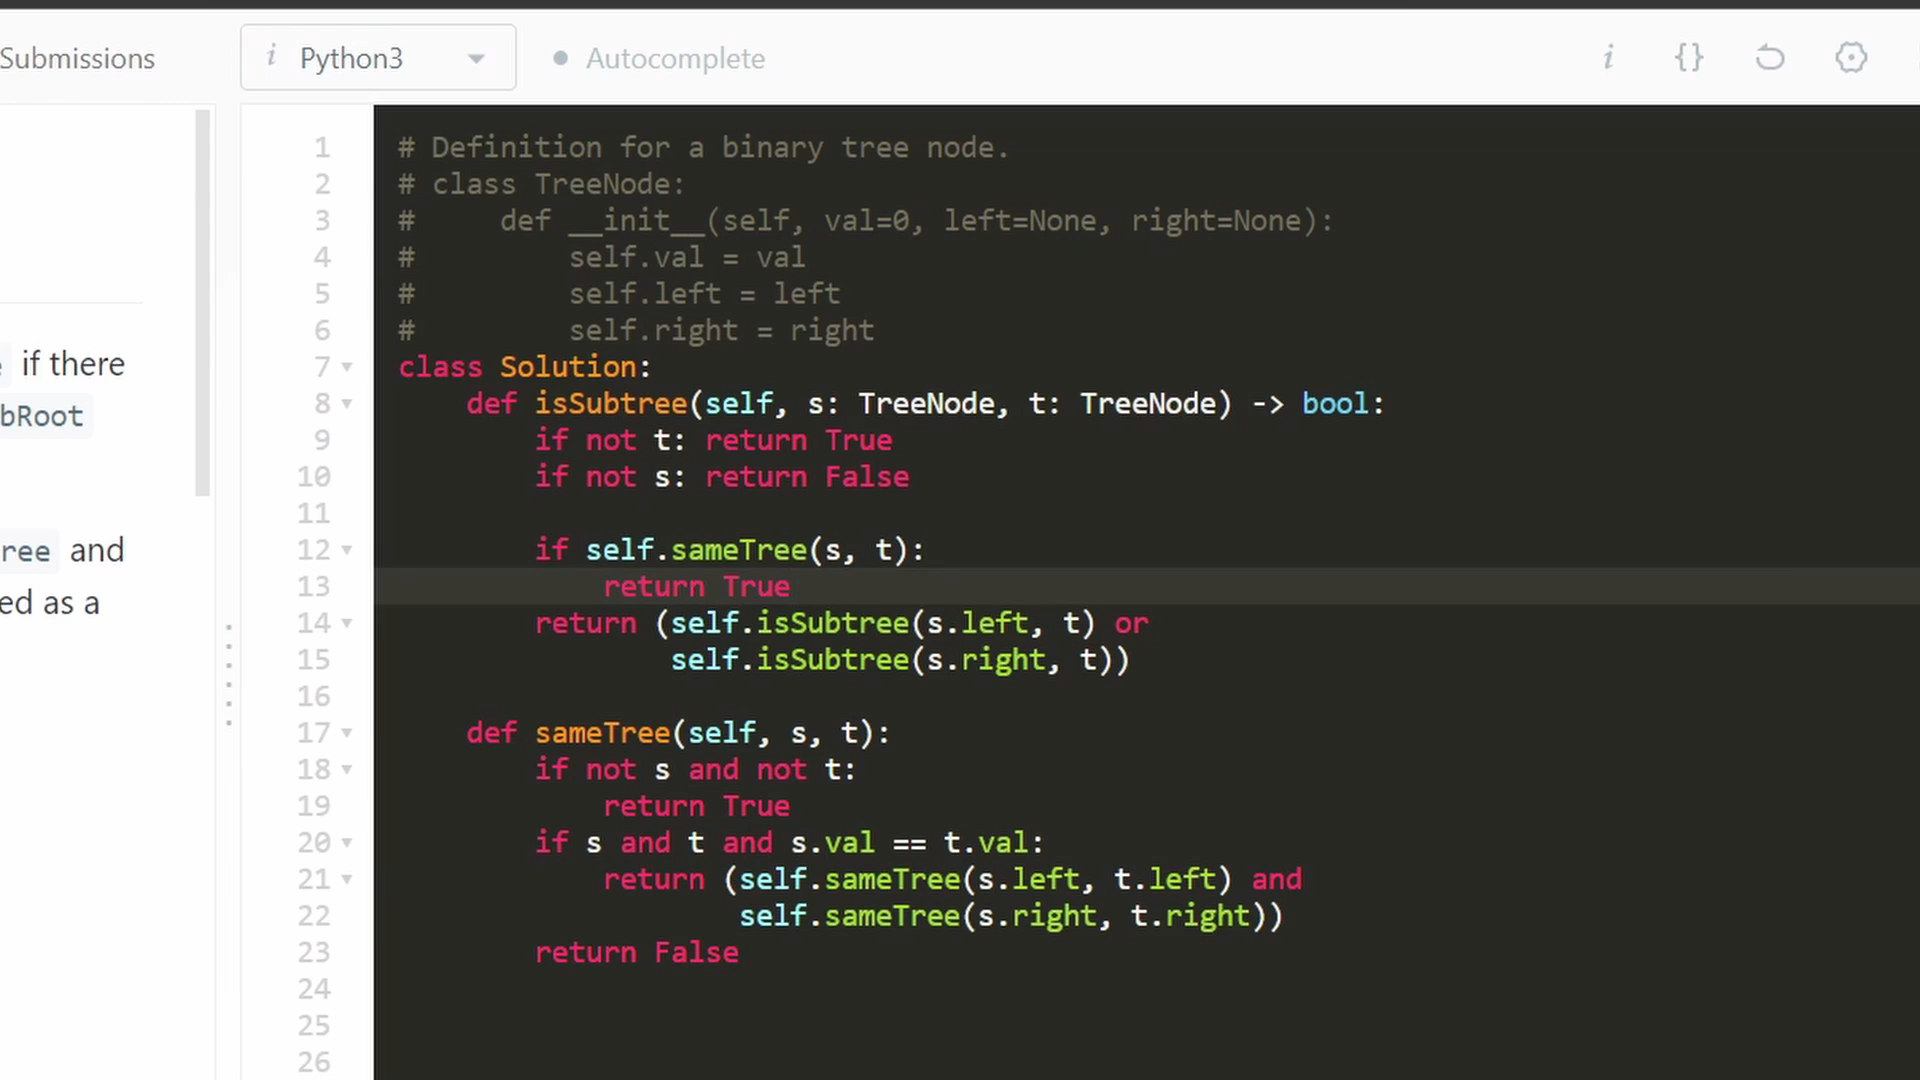 Submissions
i Python3
Autocomplete
i {}
if there
bRoot
ree and
ed as a
1 # Definition for a binary tree node.
2 # class TreeNode:
3 #     def __init__(self, val=0, left=None, right=None):
4 #         self.val = val
5 #         self.left = left
6 #         self.right = right
7 class Solution:
8     def isSubtree(self, s: TreeNode, t: TreeNode) -> bool:
9         if not t: return True
10         if not s: return False
11
12         if self.sameTree(s, t):
13             return True
14         return (self.isSubtree(s.left, t) or
15                 self.isSubtree(s.right, t))
16
17     def sameTree(self, s, t):
18         if not s and not t:
19             return True
20         if s and t and s.val == t.val:
21             return (self.sameTree(s.left, t.left) and
22                     self.sameTree(s.right, t.right))
23         return False
24
25
26